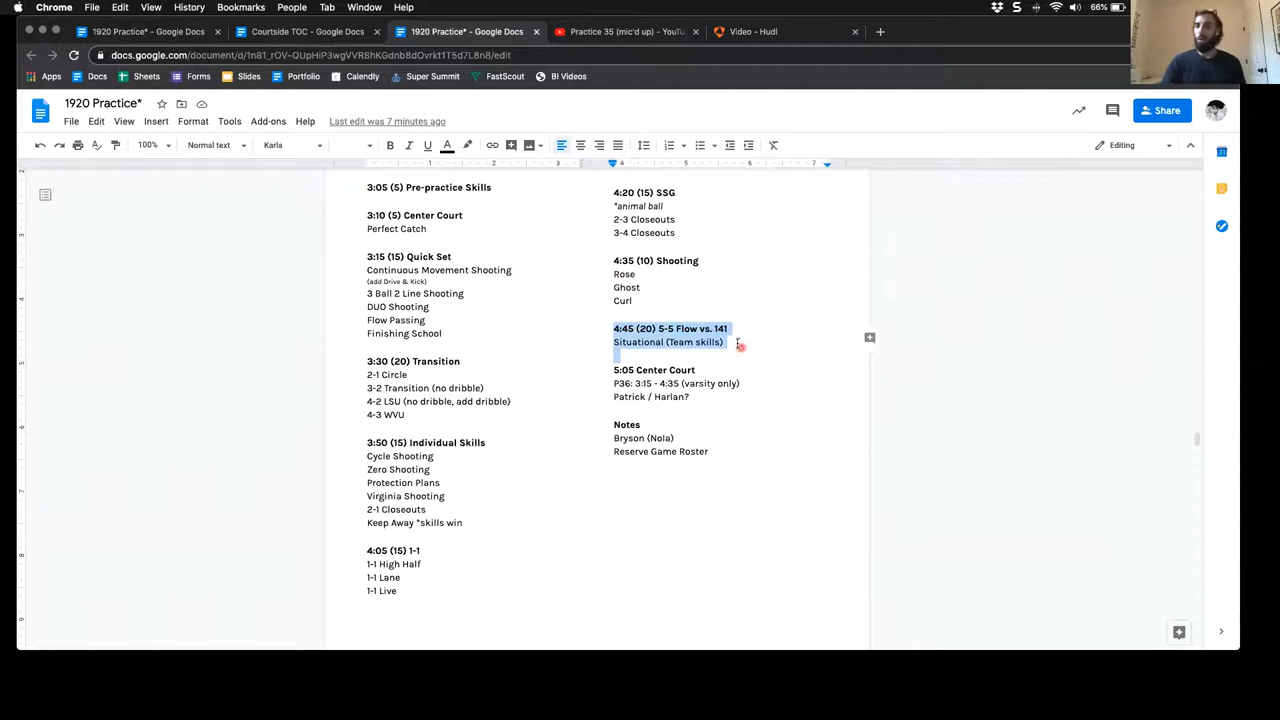 Chrome File Edit View History Bookmarks People Tab Window Help 66%
1920 Practice* - Google Docs × Courtside TOC - Google Docs × 1920 Practice* - Google Docs × Practice 35 (mic'd up) - YouTu × Video - Hudl × +
docs.google.com/document/d/1n81_rOV-QUpHiP3wgVVR8hKGdnb8dOvrkt1T5d7L8n8/edit
Apps Docs Sheets Forms Slides Portfolio Calendly Super Summit FastScout BI Videos
1920 Practice*
Share
File Edit View Insert Format Tools Add-ons Help Last edit was 7 minutes ago
100% Normal text Karla B I U A Editing
1 2 3 4 5 6 7
3:05 (5) Pre-practice Skills
3:10 (5) Center Court
Perfect Catch
3:15 (15) Quick Set
Continuous Movement Shooting
(add Drive & Kick)
3 Ball 2 Line Shooting
DUO Shooting
Flow Passing
Finishing School
3:30 (20) Transition
2-1 Circle
3-2 Transition (no dribble)
4-2 LSU (no dribble, add dribble)
4-3 WVU
3:50 (15) Individual Skills
Cycle Shooting
Zero Shooting
Protection Plans
Virginia Shooting
2-1 Closeouts
Keep Away *skills win
4:05 (15) 1-1
1-1 High Half
1-1 Lane
1-1 Live
4:20 (15) SSG
*animal ball
2-3 Closeouts
3-4 Closeouts
4:35 (10) Shooting
Rose
Ghost
Curl
4:45 (20) 5-5 Flow vs. 141
Situational (Team skills)
5:05 Center Court
P36: 3:15 - 4:35 (varsity only)
Patrick / Harlan?
Notes
Bryson (Nola)
Reserve Game Roster